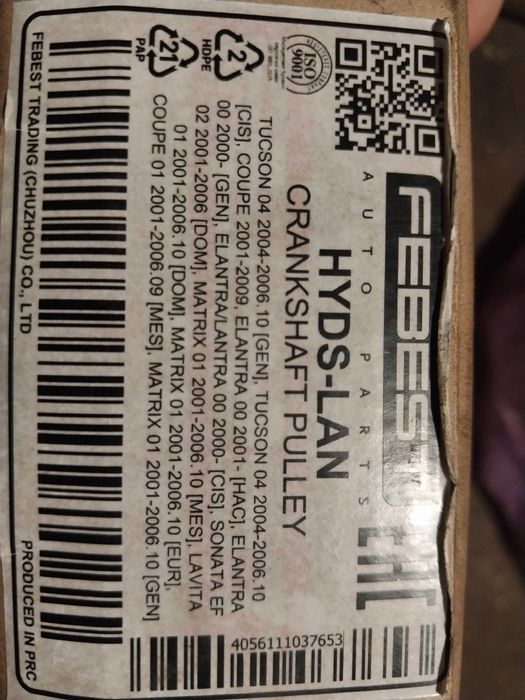 FEBEST
AUTO PARTS
EAC
ISO
9001
HYDS-LAN
CRANKSHAFT PULLEY
2
HDPE
21
PAP
TUCSON 04 2004-2006.10 [GEN], TUCSON 04 2004-2006.10
[CIS], COUPE 2001-2009, ELANTRA 00 2001- [HAC], ELANTRA
00 2000- [GEN], ELANTRA/LANTRA 00 2000- [CIS], SONATA EF
02 2001-2006 [DOM], MATRIX 01 2001-2006.10 [MES], LAVITA
01 2001-2006.10 [DOM], MATRIX 01 2001-2006.10 [EUR],
COUPE 01 2001-2006.09 [MES], MATRIX 01 2001-2006.10 [GEN]
4056111037653
FEBEST TRADING (CHUZHOU) CO., LTD
PRODUCED IN PRC